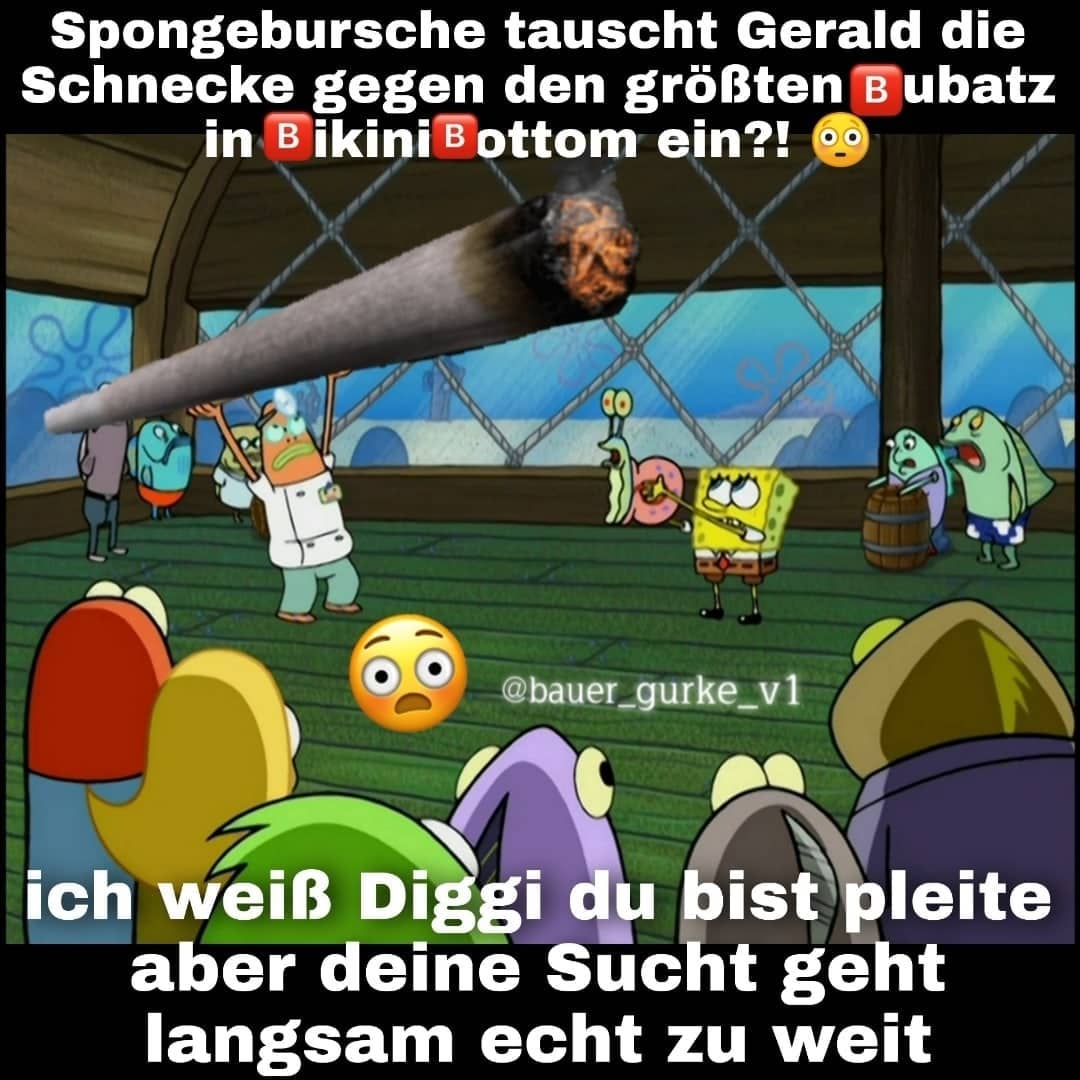 Spongebursche tauscht Gerald die
Schnecke gegen den größten 🅱ubatz
in 🅱ikini🅱ottom ein?! 😳
@bauer_gurke_v1
ich weiß Diggi du bist pleite
aber deine Sucht geht
langsam echt zu weit